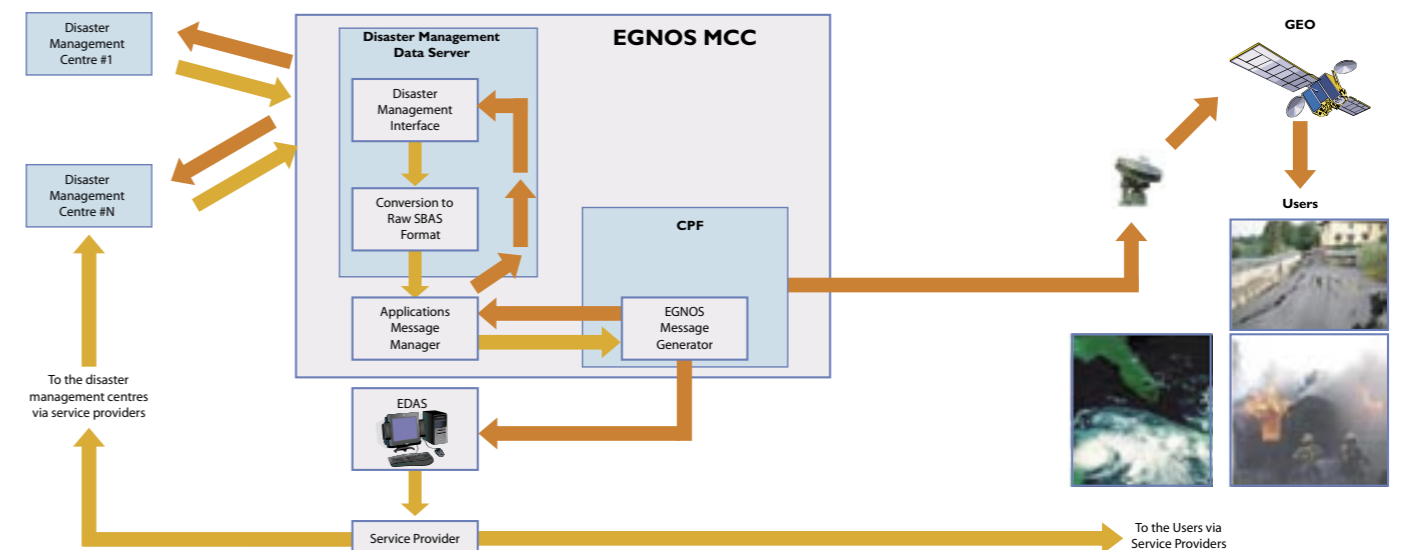 Disaster
Management
Centre #1
Disaster
Management
Centre #N
To the disaster
management centres
via service providers
EGNOS MCC
Disaster Management
Data Server
Disaster
Management
Interface
Conversion to
Raw SBAS
Format
Applications
Message
Manager
CPF
EGNOS
Message
Generator
EDAS
Service Provider
GEO
Users
To the Users via
Service Providers